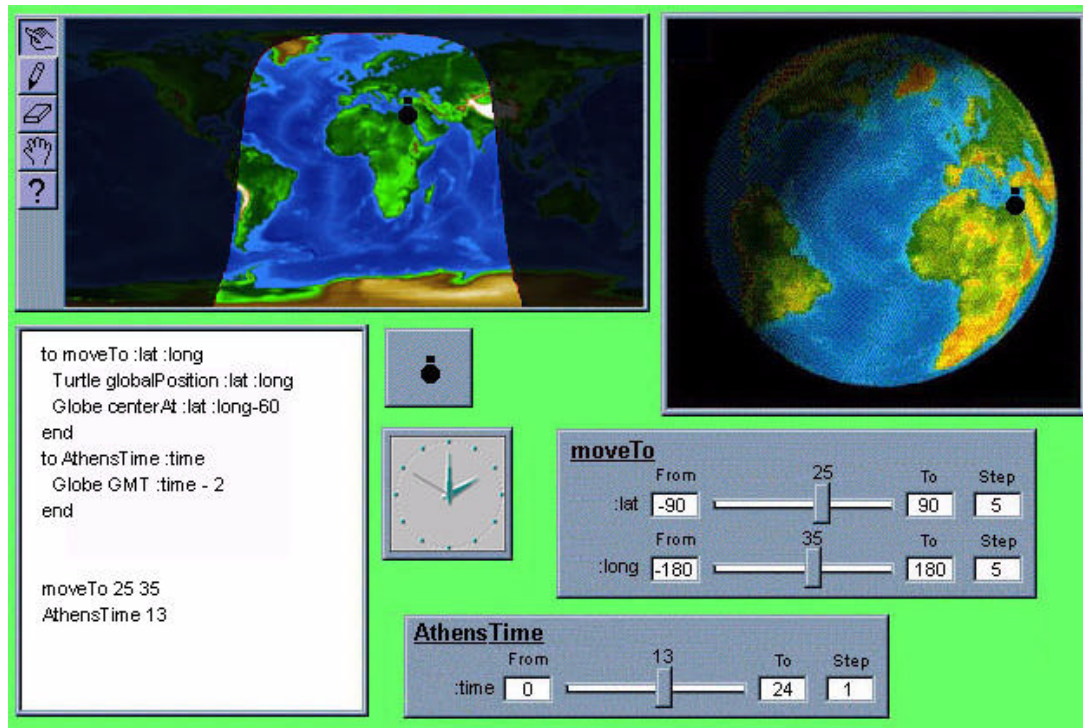 ?
to moveTo :lat :long
Turtle globalPosition :lat :long
Globe centerAt :lat :long-60
end
to AthensTime :time
Globe GMT :time - 2
end
moveTo 25 35
AthensTime 13
moveTo
From 25 To Step
:lat -90 90 5
From 35 To Step
:long -180 180 5
AthensTime
From 13 To Step
:time 0 24 1